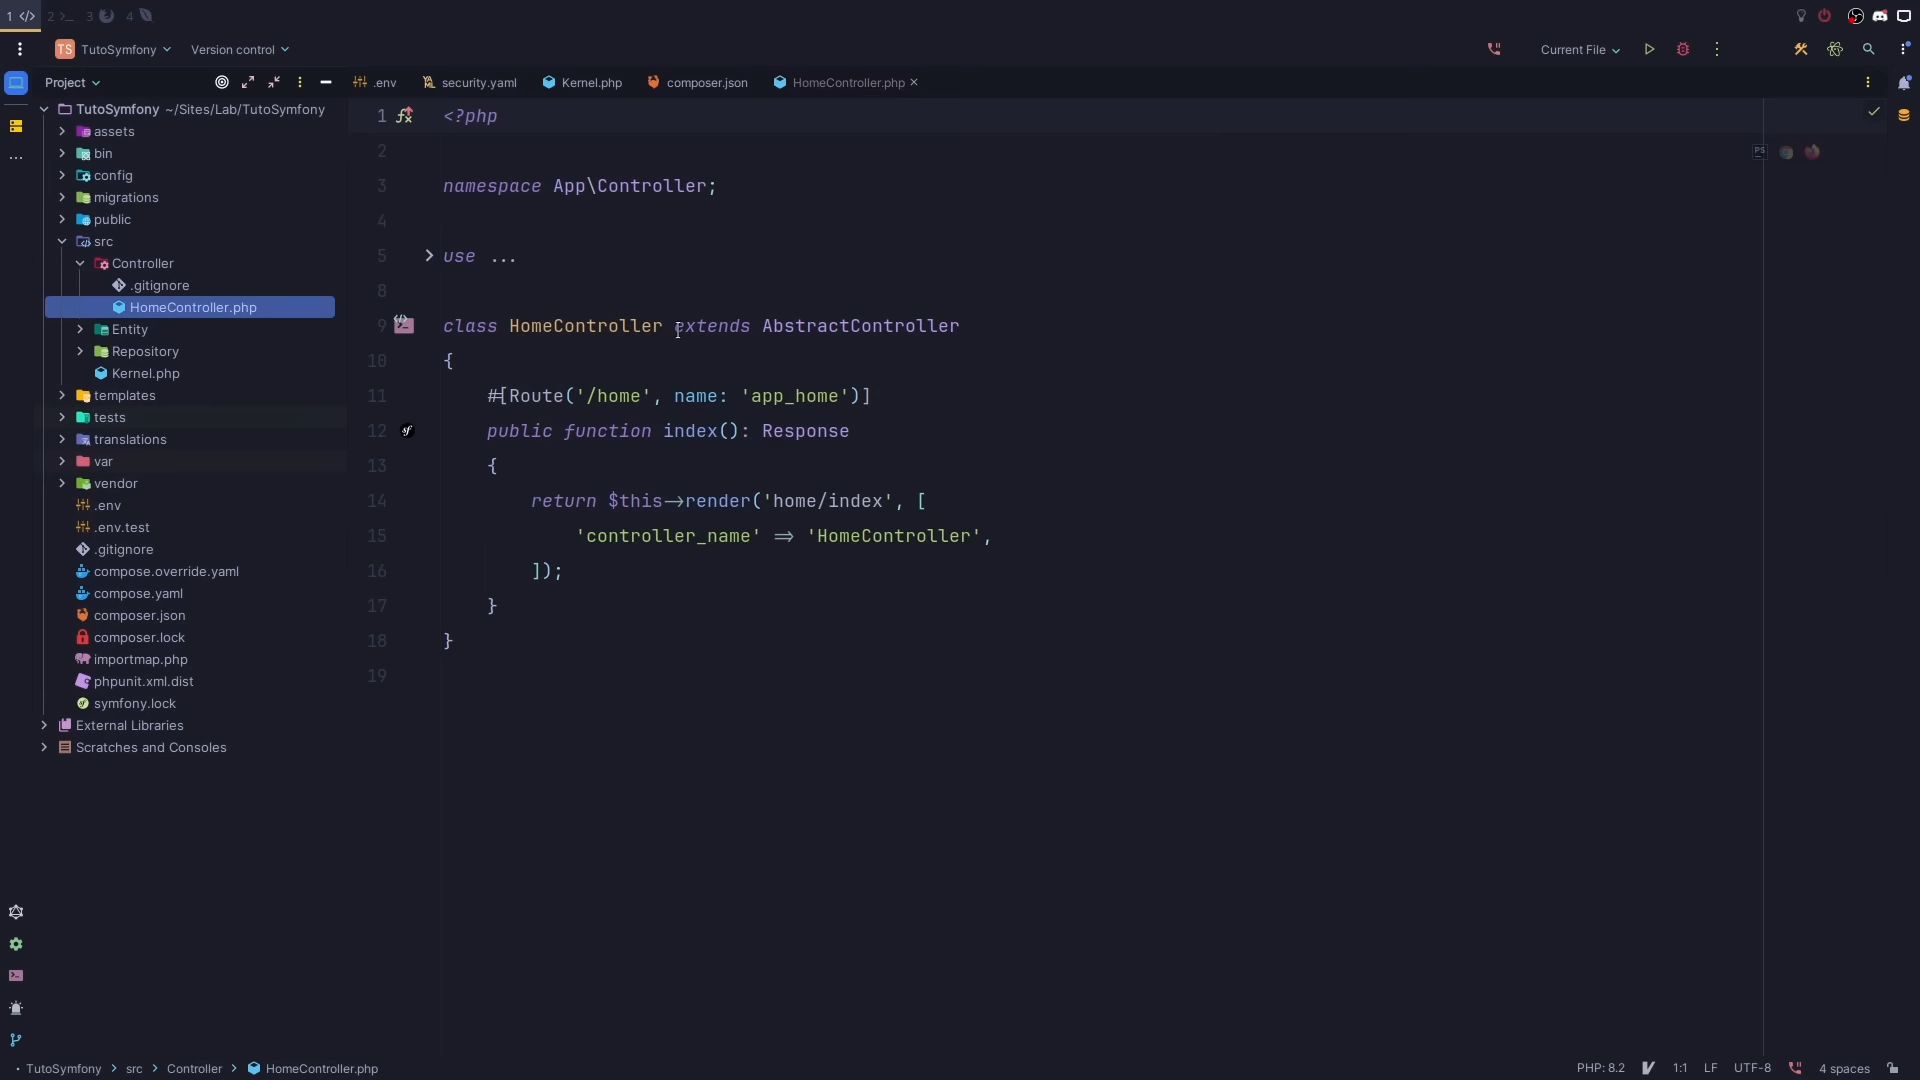 1 </> 2 >_ 3 4
TS TutoSymfony Version control Current File
Project .env security.yaml Kernel.php composer.json HomeController.php
TutoSymfony ~/Sites/Lab/TutoSymfony
assets
bin
config
migrations
public
src
Controller
.gitignore
HomeController.php
Entity
Repository
Kernel.php
templates
tests
translations
var
vendor
.env
.env.test
.gitignore
compose.override.yaml
compose.yaml
composer.json
composer.lock
importmap.php
phpunit.xml.dist
symfony.lock
External Libraries
Scratches and Consoles
1 <?php
2
PS
3 namespace App\Controller;
4
5 use ...
8
9 class HomeController extends AbstractController
10 {
11 #[Route('/home', name: 'app_home')]
12 public function index(): Response
13 {
14 return $this->render('home/index', [
15 'controller_name' => 'HomeController',
16 ]);
17 }
18 }
19
TutoSymfony > src > Controller > HomeController.php PHP: 8.2 1:1 LF UTF-8 4 spaces